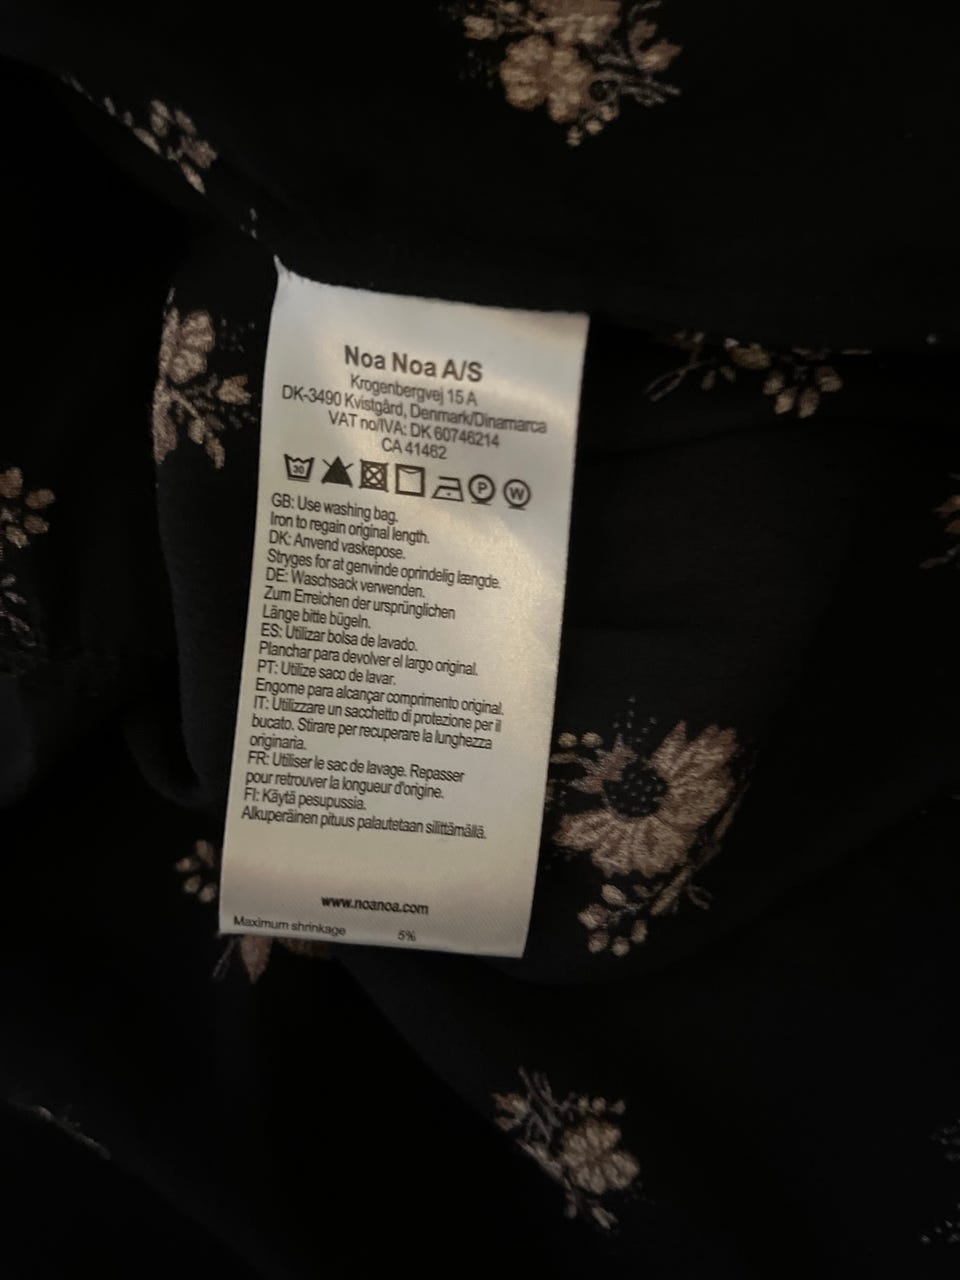 Noa Noa A/S
Krogenbergvej 15 A
DK-3490 Kvistgård, Denmark/Dinamarca
VAT no/IVA: DK 60746214
CA 41462
30 P W
GB: Use washing bag.
Iron to regain original length.
DK: Anvend vaskepose.
Stryges for at genvinde oprindelig længde.
DE: Waschsack verwenden.
Zum Erreichen der ursprünglichen
Länge bitte bügeln.
ES: Utilizar bolsa de lavado.
Planchar para devolver el largo original.
PT: Utilize saco de lavar.
Engome para alcançar comprimento original.
IT: Utilizzare un sacchetto di protezione per il
bucato. Stirare per recuperare la lunghezza
originaria.
FR: Utiliser le sac de lavage. Repasser
pour retrouver la longueur d'origine.
FI: Käytä pesupussia.
Alkuperäinen pituus palautetaan silittämällä.
www.noanoa.com
Maximum shrinkage 5%